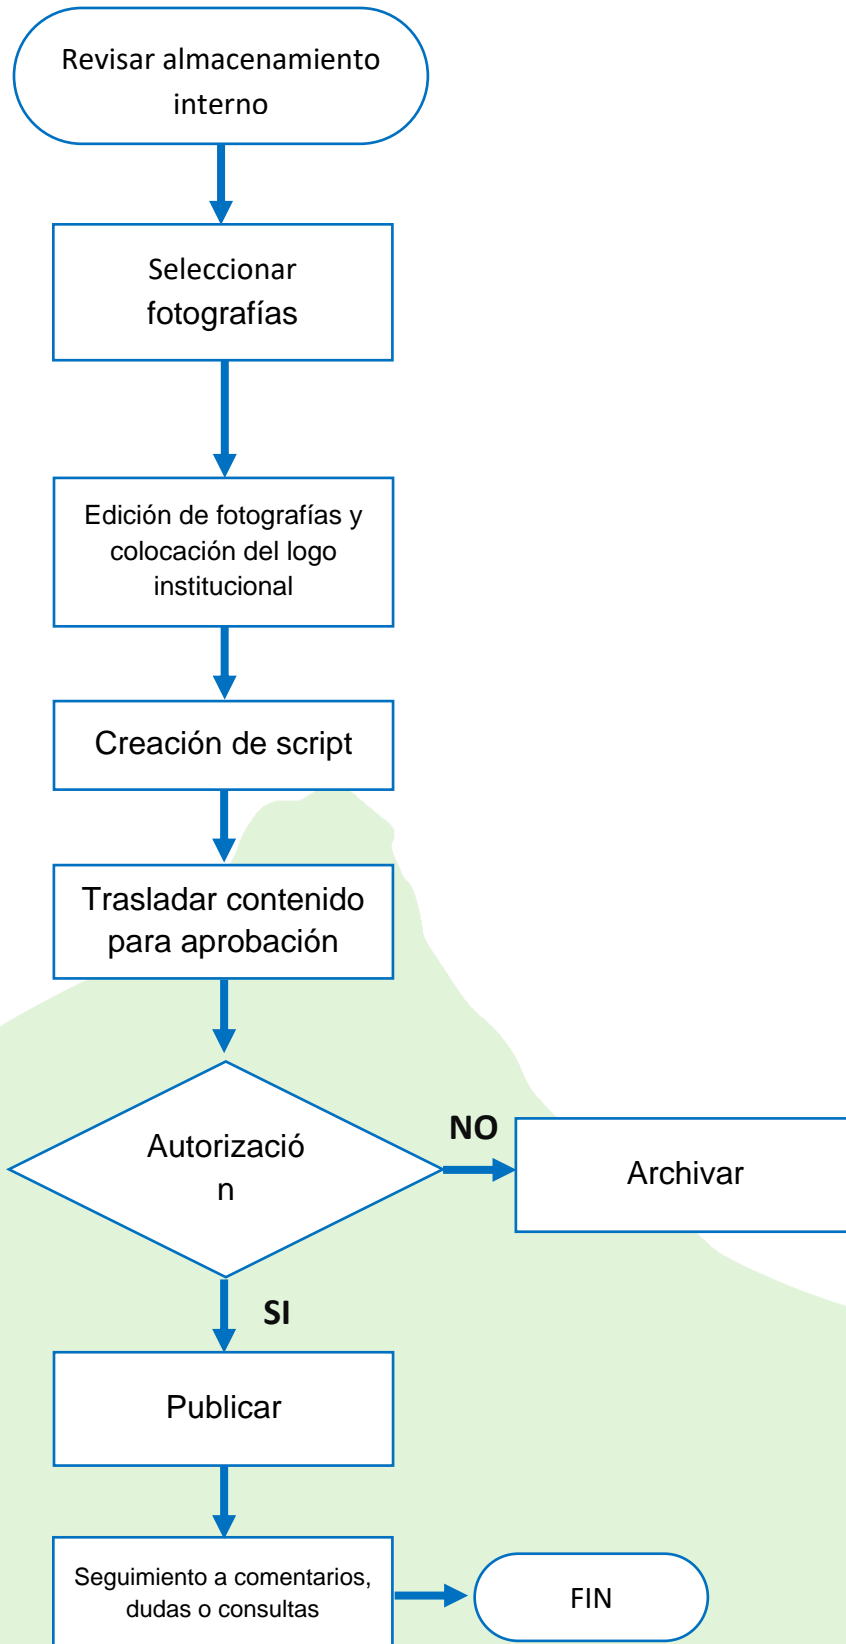 Revisar almacenamiento
interno
Seleccionar
fotografías
Edición de fotografías y
colocación del logo
institucional
Creación de script
Trasladar contenido
para aprobación
Autorizació
n
NO
Archivar
SI
Publicar
Seguimiento a comentarios,
dudas o consultas
FIN